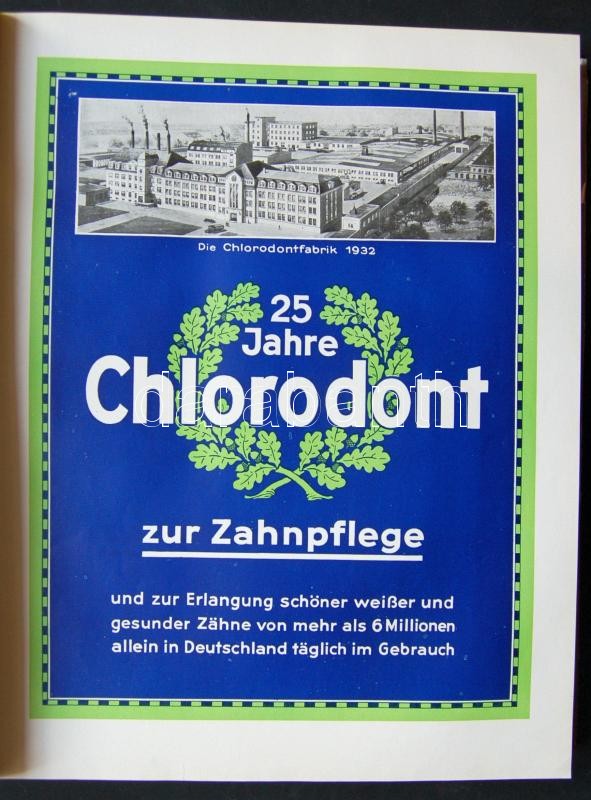 Die Chlorodontfabrik 1932
25
Jahre
Chlorodont
darabanth
zur Zahnpflege
und zur Erlangung schöner weißer und
gesunder Zähne von mehr als 6 Millionen
allein in Deutschland täglich im Gebrauch